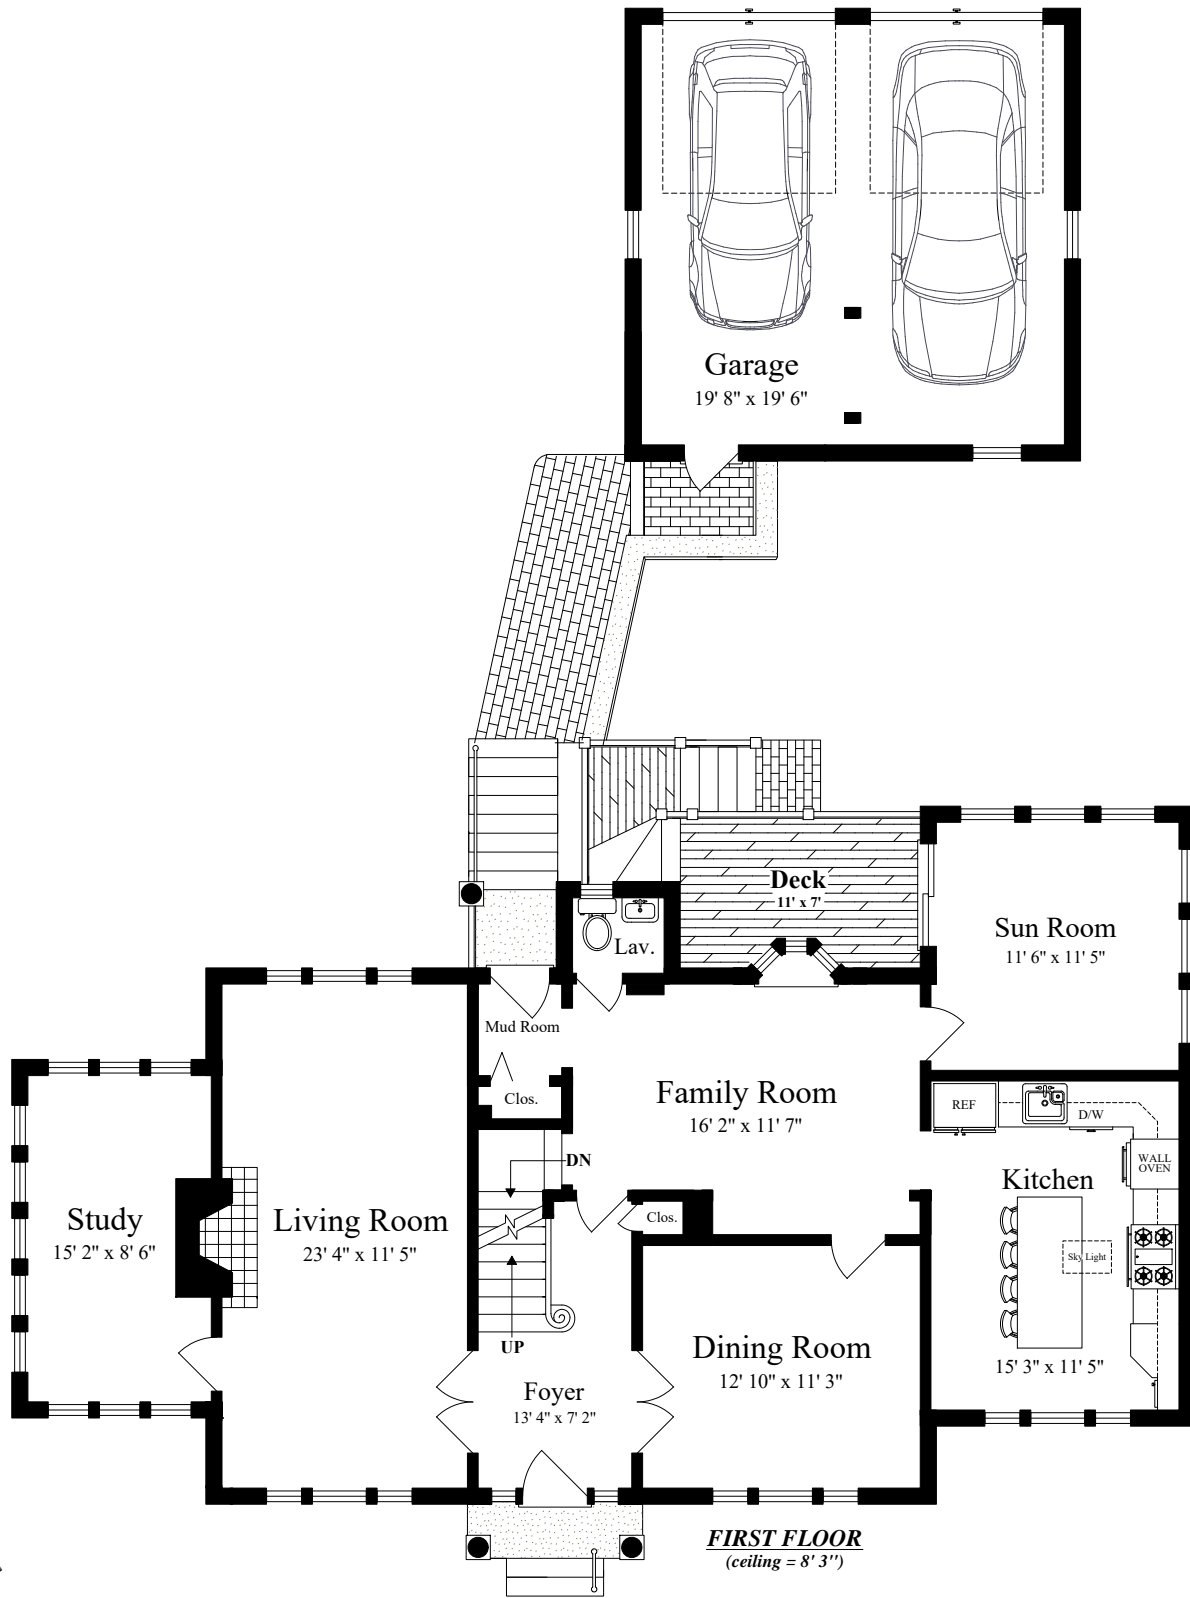 Garage
19' 8" x 19' 6"
Deck
11' x 7'
Sun Room
11' 6" x 11' 5"
Lav.
Mud Room
Clos.
Family Room
16' 2" x 11' 7"
REF
D/W
WALL
OVEN
Kitchen
Sky Light
15' 3" x 11' 5"
DN
Clos.
Study
15' 2" x 8' 6"
Living Room
23' 4" x 11' 5"
UP
Dining Room
12' 10" x 11' 3"
Foyer
13' 4" x 7' 2"
FIRST FLOOR
(ceiling = 8' 3")